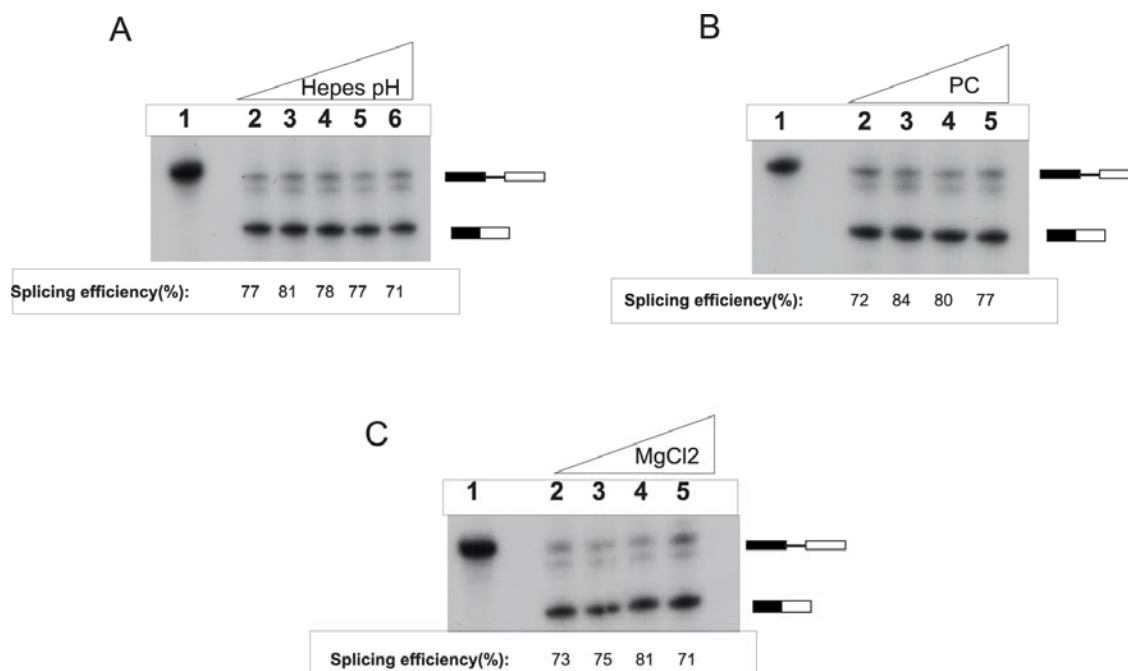 A
Hepes pH
1 2 3 4 5 6
Splicing efficiency(%): 77 81 78 77 71
B
PC
1 2 3 4 5
Splicing efficiency(%): 72 84 80 77
C
MgCl2
1 2 3 4 5
Splicing efficiency(%): 73 75 81 71